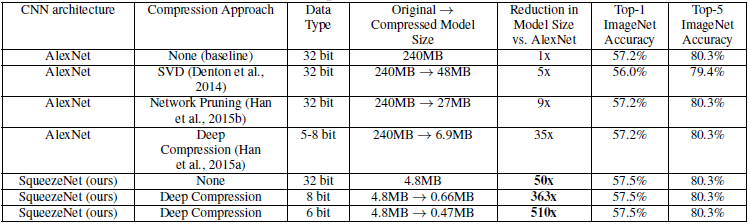 CNN architecture Compression Approach Data Type Original → Compressed Model Size Reduction in Model Size vs. AlexNet Top-1 ImageNet Accuracy Top-5 ImageNet Accuracy
AlexNet None (baseline) 32 bit 240MB 1x 57.2% 80.3%
AlexNet SVD (Denton et al., 2014) 32 bit 240MB → 48MB 5x 56.0% 79.4%
AlexNet Network Pruning (Han et al., 2015b) 32 bit 240MB → 27MB 9x 57.2% 80.3%
AlexNet Deep Compression (Han et al., 2015a) 5-8 bit 240MB → 6.9MB 35x 57.2% 80.3%
SqueezeNet (ours) None 32 bit 4.8MB 50x 57.5% 80.3%
SqueezeNet (ours) Deep Compression 8 bit 4.8MB → 0.66MB 363x 57.5% 80.3%
SqueezeNet (ours) Deep Compression 6 bit 4.8MB → 0.47MB 510x 57.5% 80.3%